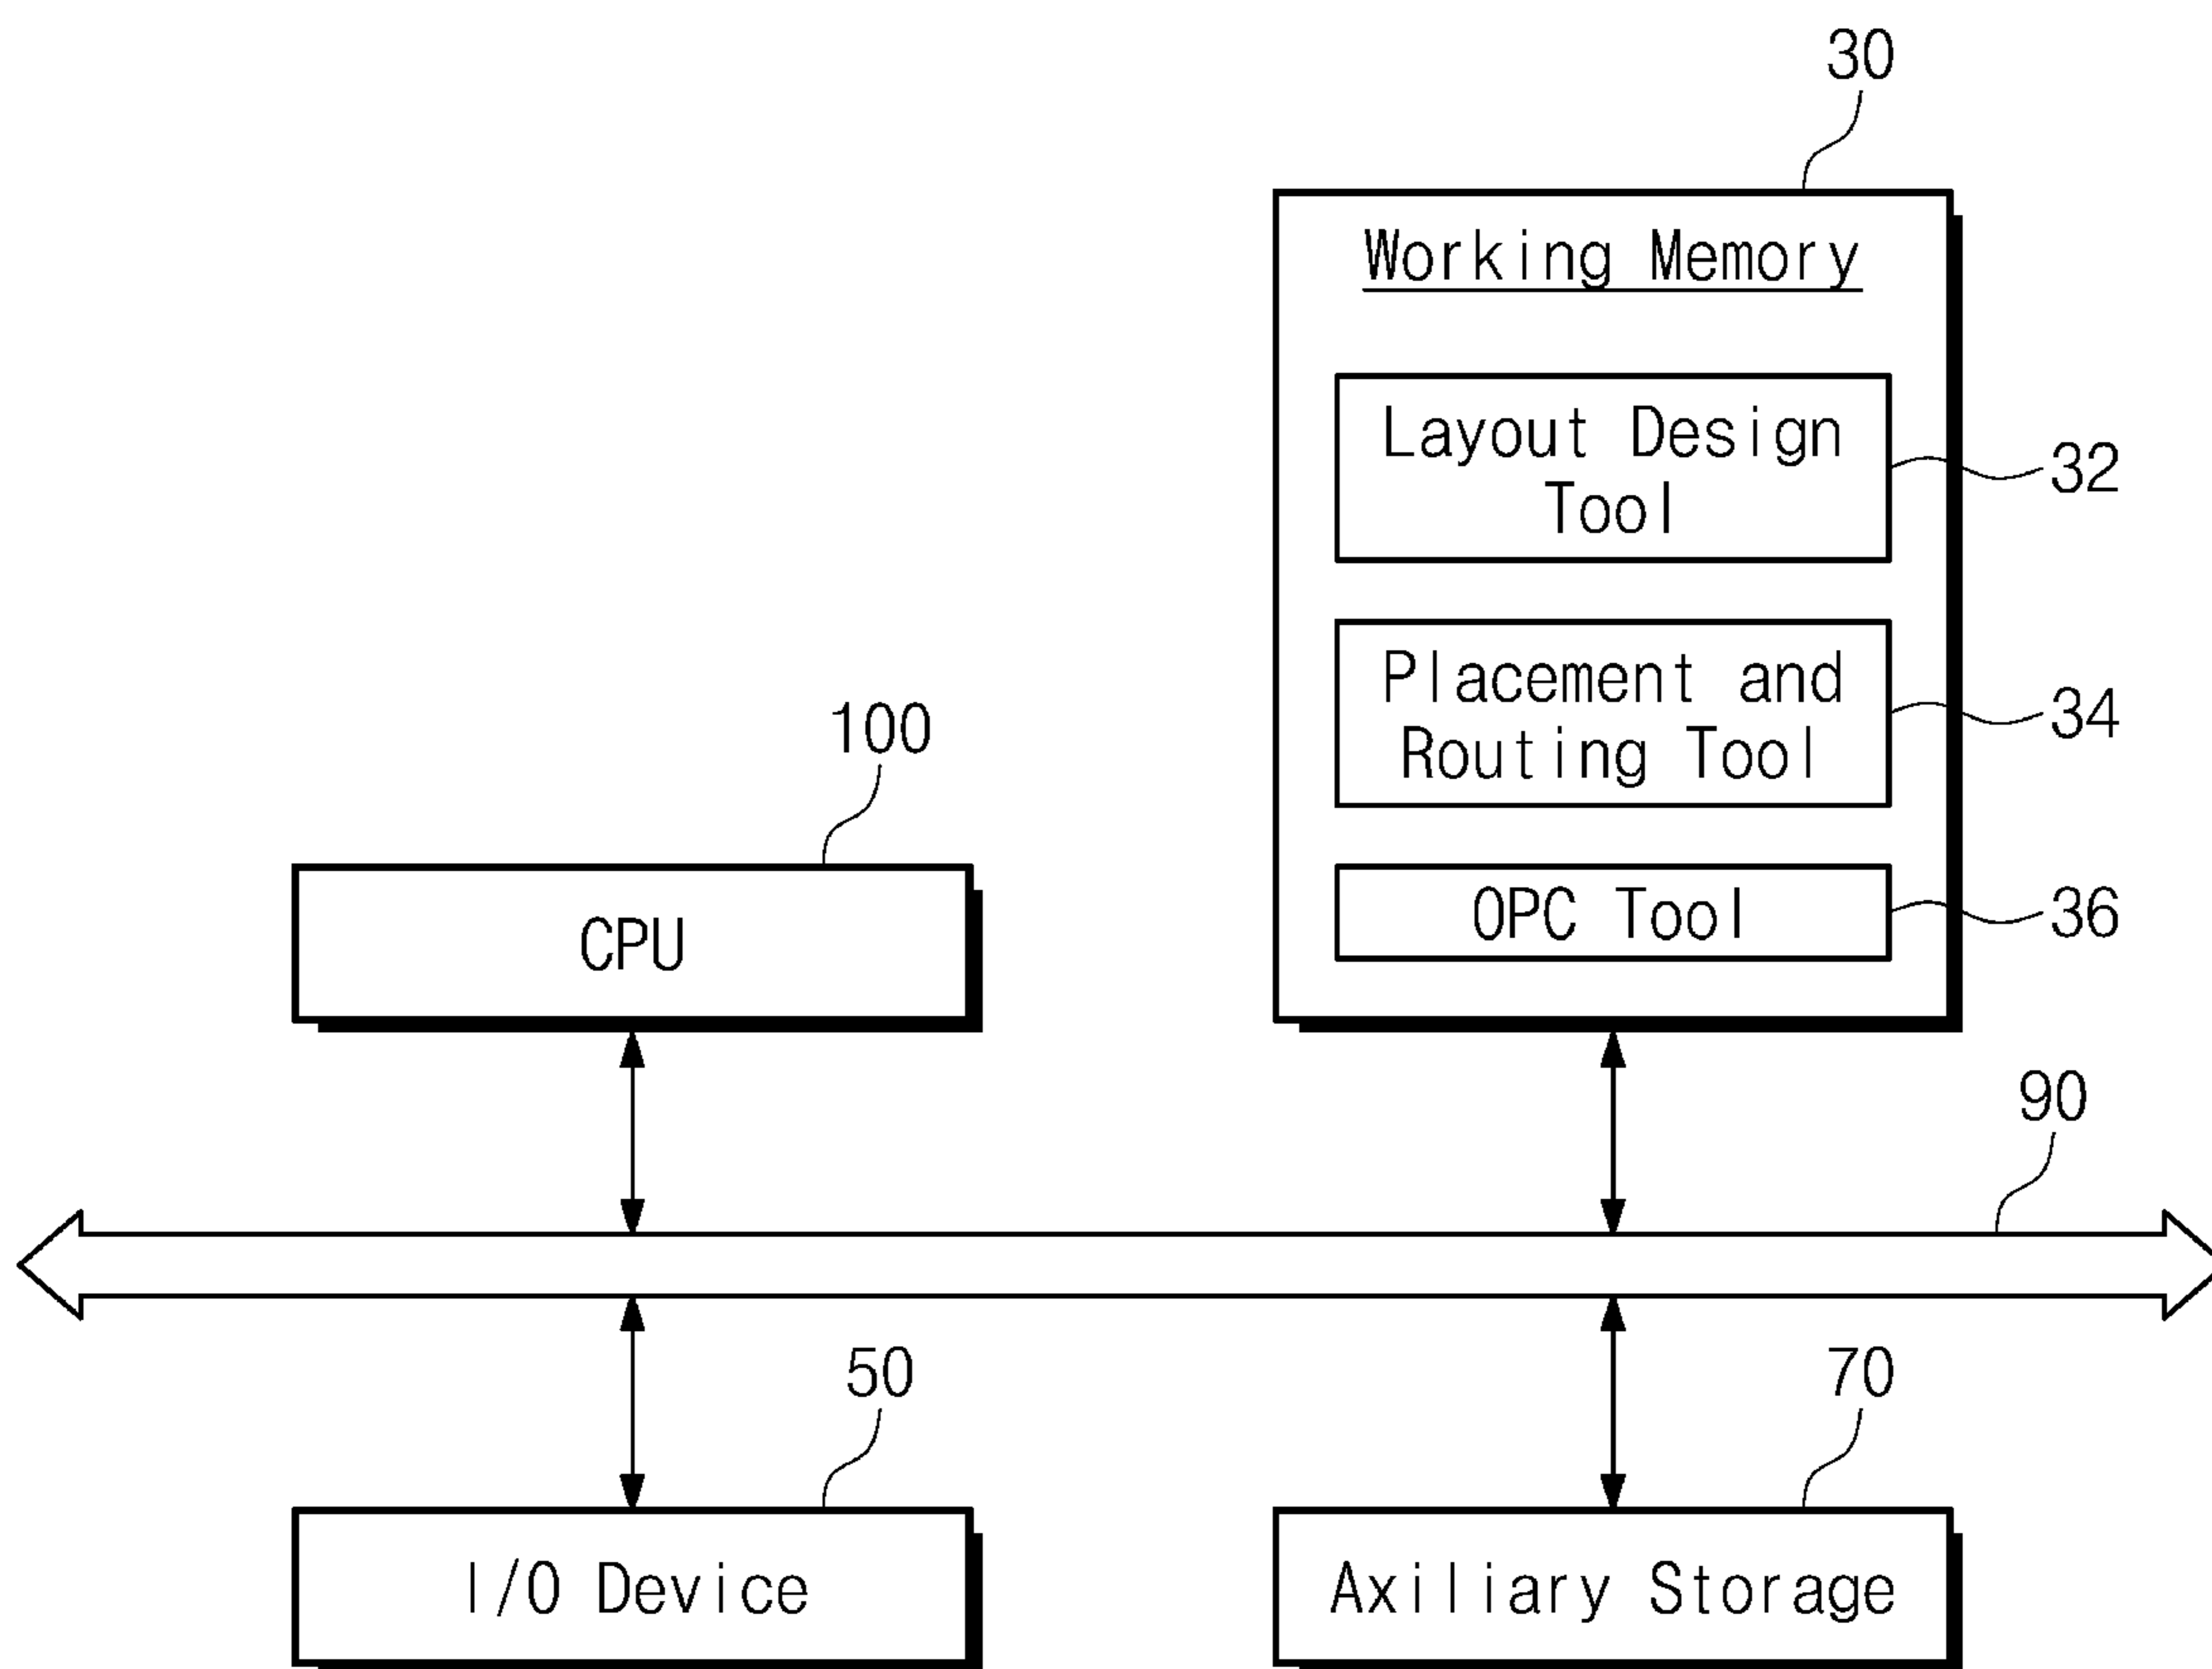 30
Working Memory
Layout Design
Tool
32
Placement and
Routing Tool
34
OPC Tool
36
100
CPU
90
50
I/O Device
70
Axiliary Storage